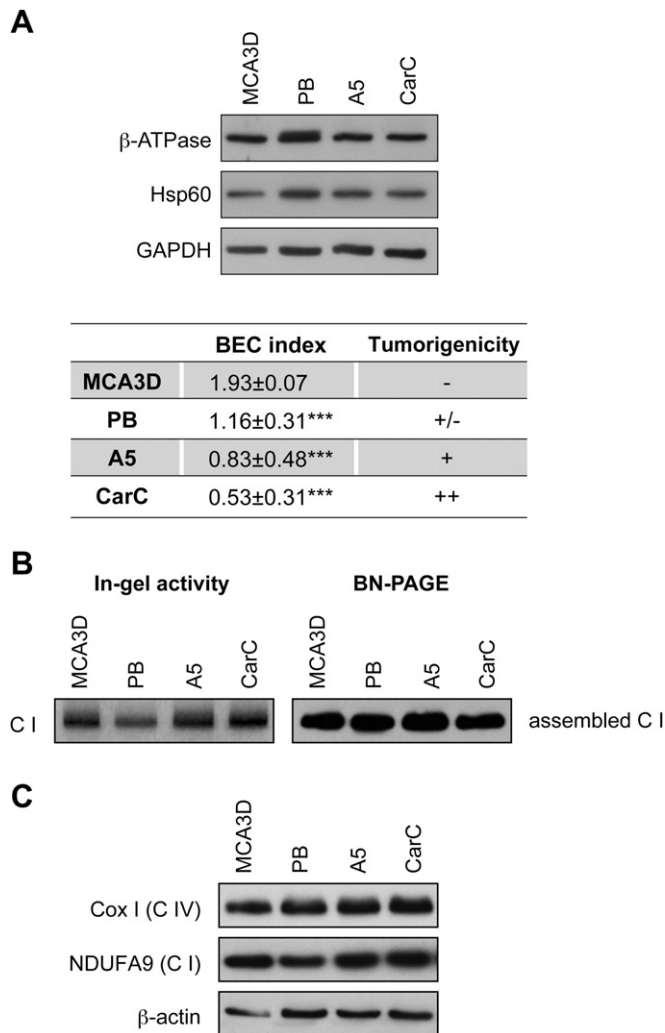 A
MCA3D PB A5 CarC
β-ATPase
Hsp60
GAPDH
BEC index Tumorigenicity
MCA3D 1.93±0.07 -
PB 1.16±0.31*** +/-
A5 0.83±0.48*** +
CarC 0.53±0.31*** ++
B
In-gel activity BN-PAGE
MCA3D PB A5 CarC MCA3D PB A5 CarC
C I assembled C I
C
MCA3D PB A5 CarC
Cox I (C IV)
NDUFA9 (C I)
β-actin